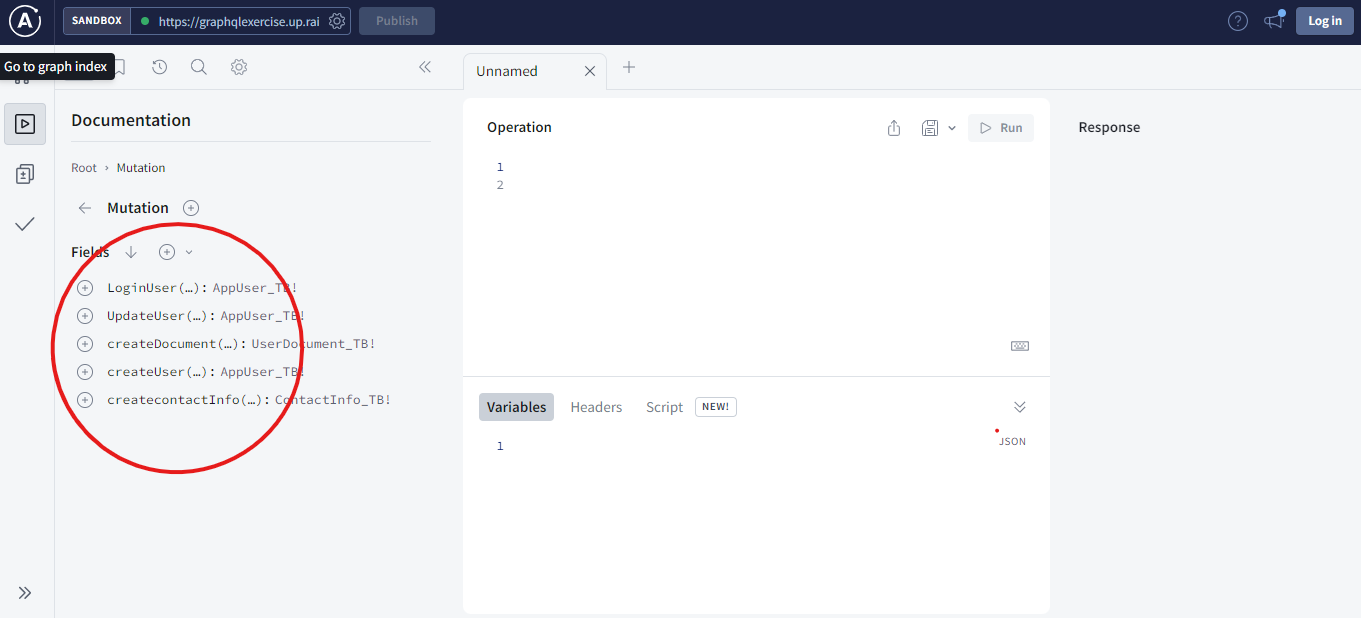 SANDBOX
https://graphqlexercise.up.rai
Publish
Log in
Go to graph index
Unnamed
Documentation
Root › Mutation
Mutation
Fields
LoginUser(…): AppUser_TB!
UpdateUser(…): AppUser_TB!
createDocument(…): UserDocument_TB!
createUser(…): AppUser_TB!
createcontactInfo(…): ContactInfo_TB!
Operation
Run
1
2
Variables
Headers
Script
NEW!
1
JSON
Response